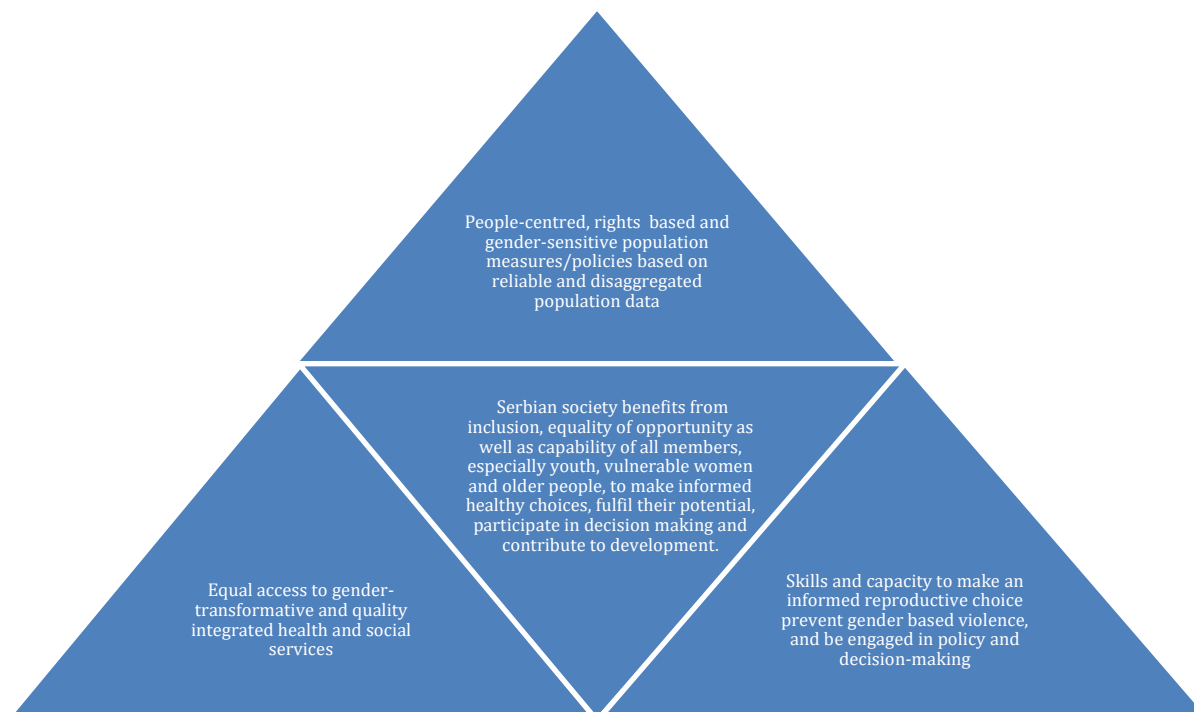 People-centred, rights  based and
gender-sensitive population
measures/policies based on
reliable and disaggregated
population data
Serbian society benefits from
inclusion, equality of opportunity as
well as capability of all members,
especially youth, vulnerable women
and older people, to make informed
healthy choices, fulfil their potential,
participate in decision making and
contribute to development.
Equal access to gender-
transformative and quality
integrated health and social
services
Skills and capacity to make an
informed reproductive choice
prevent gender based violence,
and be engaged in policy and
decision-making